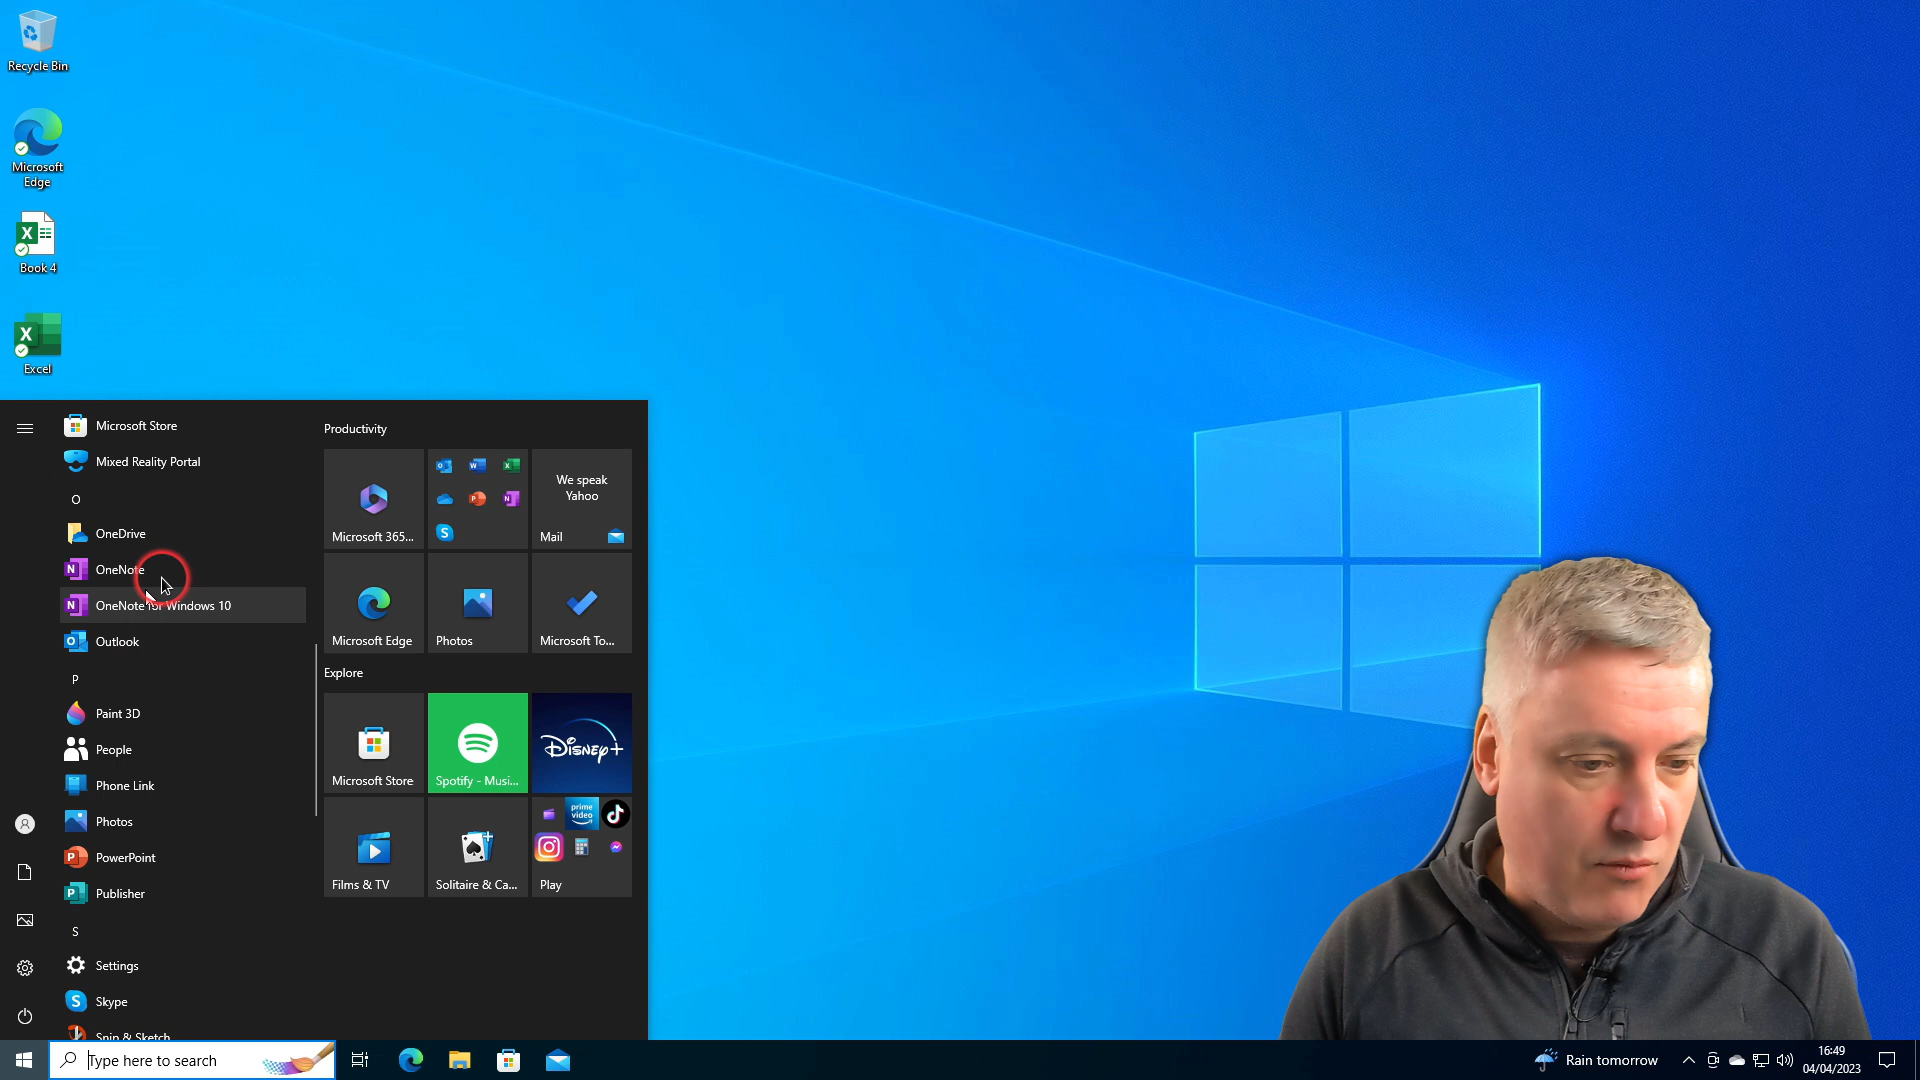 Recycle Bin
Microsoft
Edge
Book 4
Excel
Microsoft Store
Mixed Reality Portal
O
OneDrive
OneNote
OneNote for Windows 10
Outlook
P
Paint 3D
People
Phone Link
Photos
PowerPoint
Publisher
S
Settings
Skype
Snip & Sketch
Productivity
Microsoft 365...
We speak
Yahoo
Mail
Microsoft Edge
Photos
Microsoft To...
Explore
Microsoft Store
Spotify - Musi...
Disney+
Films & TV
Solitaire & Ca...
prime
video
Play
Type here to search
Rain tomorrow
16:49
04/04/2023